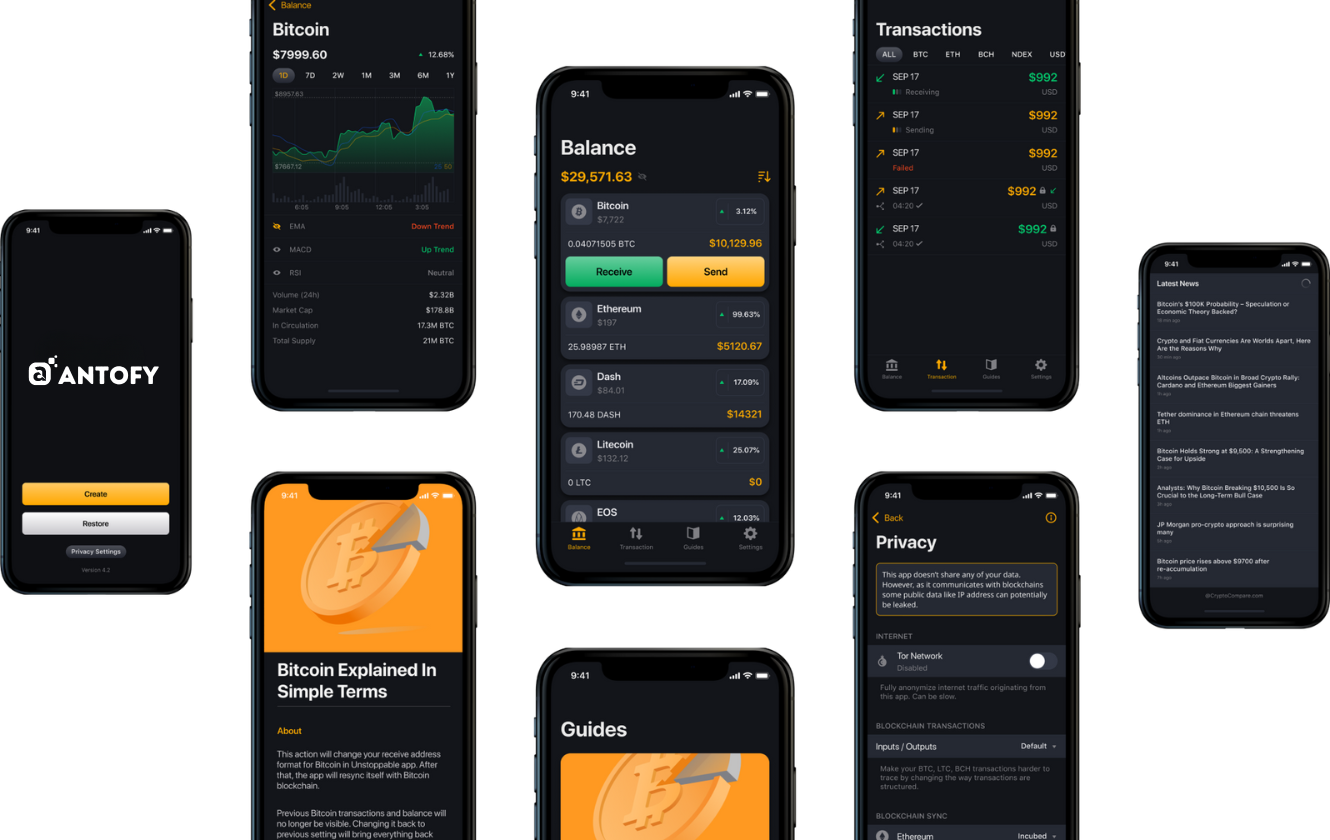 9:41
ANTOFY
Create
Restore
Privacy Settings
Version 4.2
Balance
Bitcoin
$7999.60
12.68%
1D 7D 2W 1M 3M 6M 1Y
$8957.63
$7667.12
25 50
6:05 9:05 12:05 3:05
EMA Down Trend
MACD Up Trend
RSI Neutral
Volume (24h) $2.32B
Market Cap $178.8B
In Circulation 17.3M BTC
Total Supply 21M BTC
9:41
Bitcoin Explained In
Simple Terms
About
This action will change your receive address
format for Bitcoin in Unstoppable app. After
that, the app will resync itself with Bitcoin
blockchain.
Previous Bitcoin transactions and balance will
no longer be visible. Changing it back to
previous setting will bring everything back
9:41
Balance
$29,571.63
Bitcoin
$7,722
3.12%
0.04071505 BTC $10,129.96
Receive Send
Ethereum
$197
99.63%
25.98987 ETH $5120.67
Dash
$84.01
17.09%
170.48 DASH $14321
Litecoin
$132.12
25.07%
0 LTC $0
EOS
12.03%
Balance Transaction Guides Settings
9:41
Guides
Transactions
ALL BTC ETH BCH NDEX USD
SEP 17 $992
Receiving USD
SEP 17 $992
Sending USD
SEP 17 $992
Failed USD
SEP 17 $992
04:20 USD
SEP 17 $992
04:20 USD
Balance Transaction Guides Settings
9:41
Back
Privacy
This app doesn't share any of your data.
However, as it communicates with blockchains
some public data like IP address can potentially
be leaked.
INTERNET
Tor Network
Disabled
Fully anonymize internet traffic originating from
this app. Can be slow.
BLOCKCHAIN TRANSACTIONS
Inputs / Outputs Default
Make your BTC, LTC, BCH transactions harder to
trace by changing the way transactions are
structured.
BLOCKCHAIN SYNC
Ethereum Incubed
9:41
Latest News
Bitcoin's $100K Probability – Speculation or
Economic Theory Backed?
Crypto and Fiat Currencies Are Worlds Apart, Here
Are the Reasons Why
Altcoins Outpace Bitcoin in Broad Crypto Rally:
Cardano and Ethereum Biggest Gainers
Tether dominance in Ethereum chain threatens
ETH
Bitcoin Holds Strong at $9,500: A Strengthening
Case for Upside
Analysts: Why Bitcoin Breaking $10,500 Is So
Crucial to the Long-Term Bull Case
JP Morgan pro-crypto approach is surprising
many
Bitcoin price rises above $9700 after
re-accumulation
@CryptoCompare.com